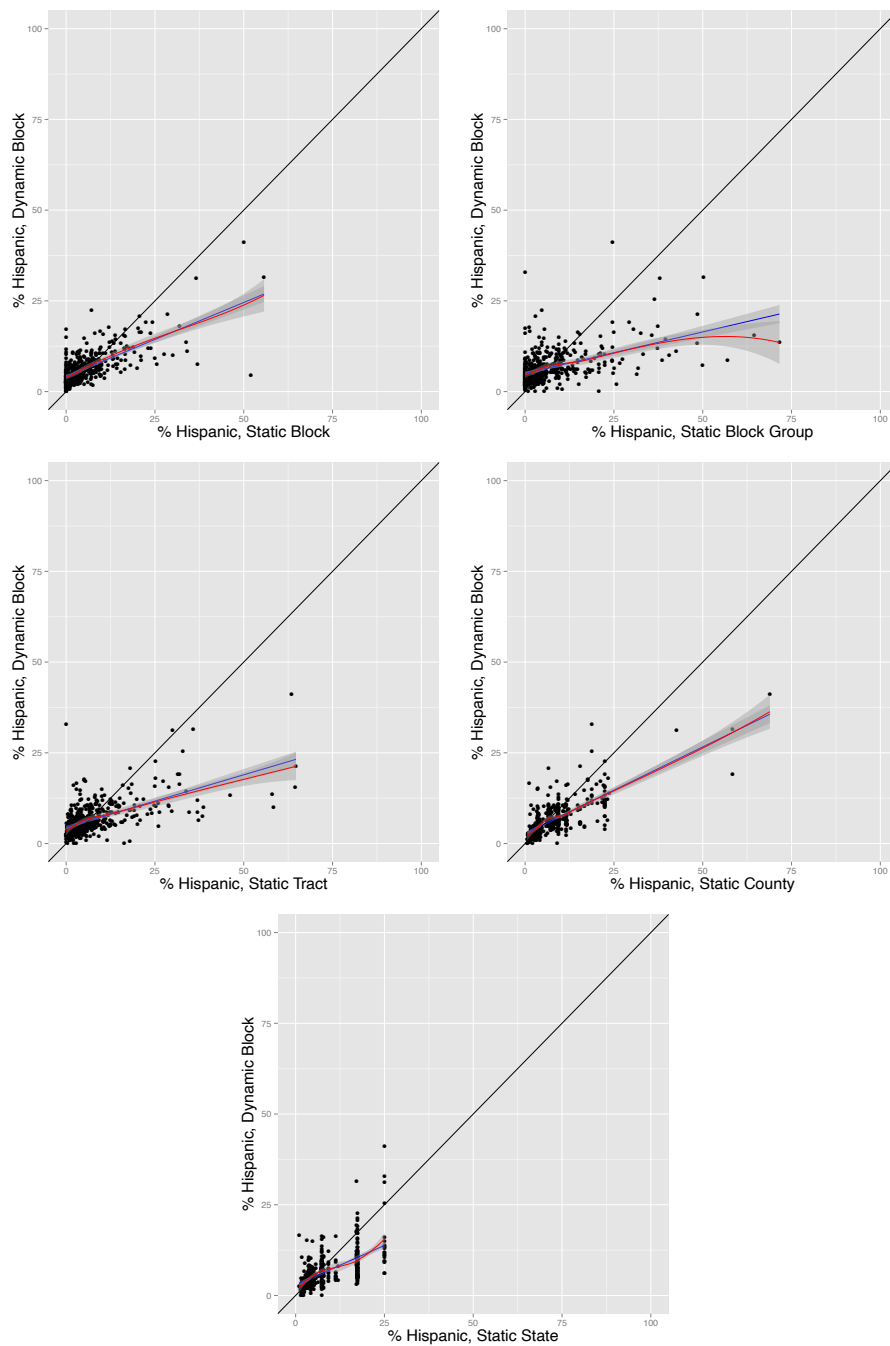 100
75
50
25
0
% Hispanic, Dynamic Block
0 25 50 75 100
% Hispanic, Static Block
100
75
50
25
0
% Hispanic, Dynamic Block
0 25 50 75 100
% Hispanic, Static Block Group
100
75
50
25
0
% Hispanic, Dynamic Block
0 25 50 75 100
% Hispanic, Static Tract
100
75
50
25
0
% Hispanic, Dynamic Block
0 25 50 75 100
% Hispanic, Static County
100
75
50
25
0
% Hispanic, Dynamic Block
0 25 50 75 100
% Hispanic, Static State